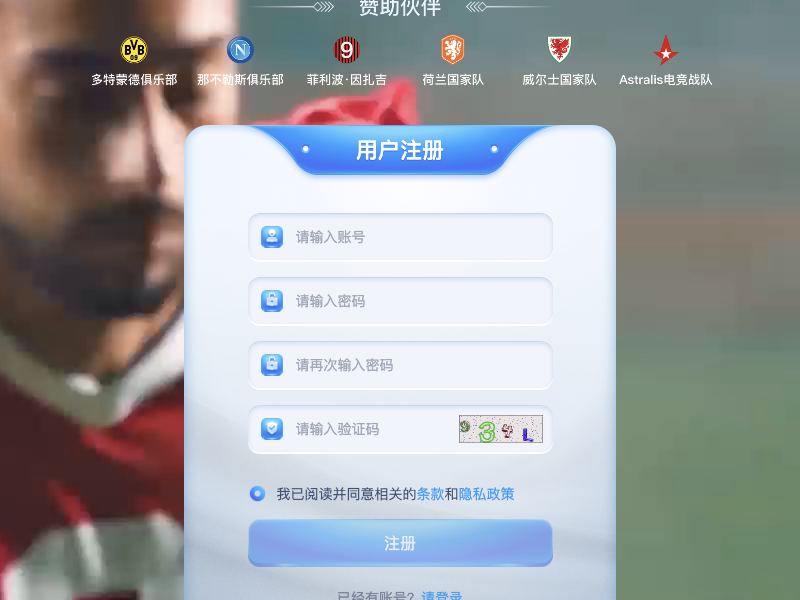 赞助伙伴
多特蒙德俱乐部 那不勒斯俱乐部 菲利波·因扎吉 荷兰国家队 威尔士国家队 Astralis电竞战队
用户注册
请输入账号
请输入密码
请再次输入密码
请输入验证码
我已阅读并同意相关的条款和隐私政策
注册
已经有账号？请登录